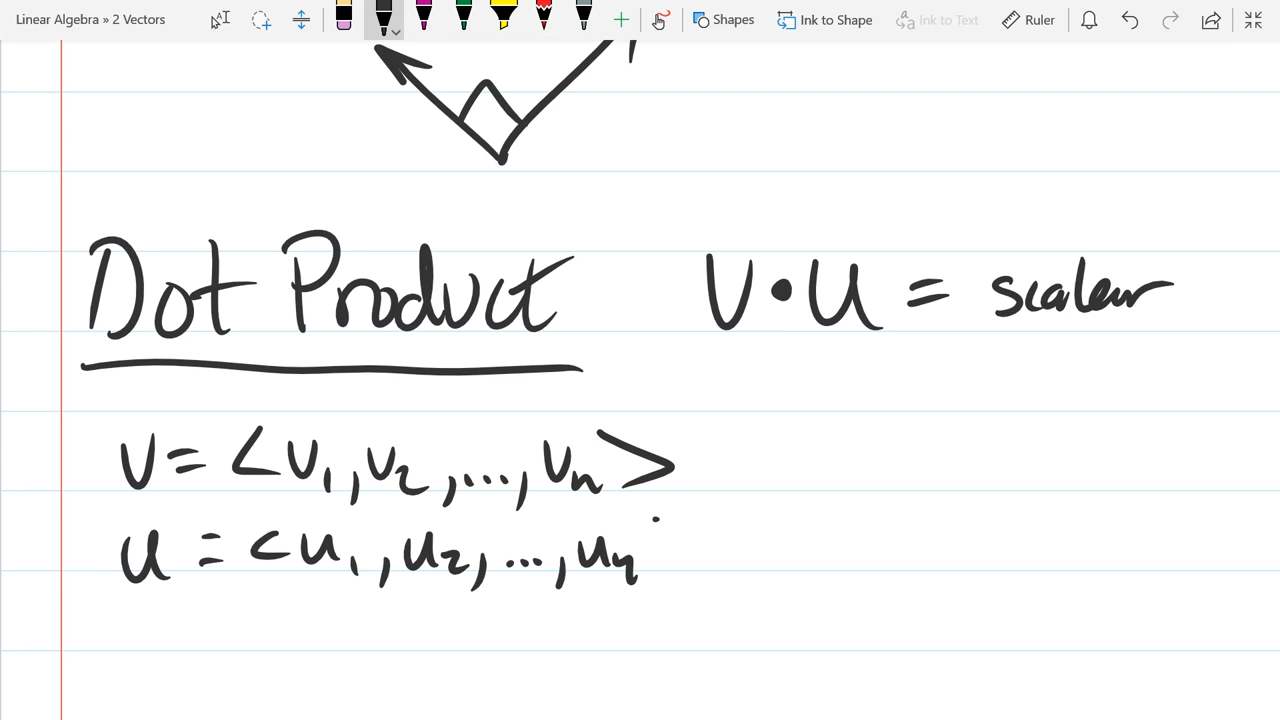 Linear Algebra » 2 Vectors Shapes Ink to Shape Ink to Text Ruler
Dot Product V • U = scalar
V = <V1, V2, ..., Vn>
U = <U1, U2, ..., Un